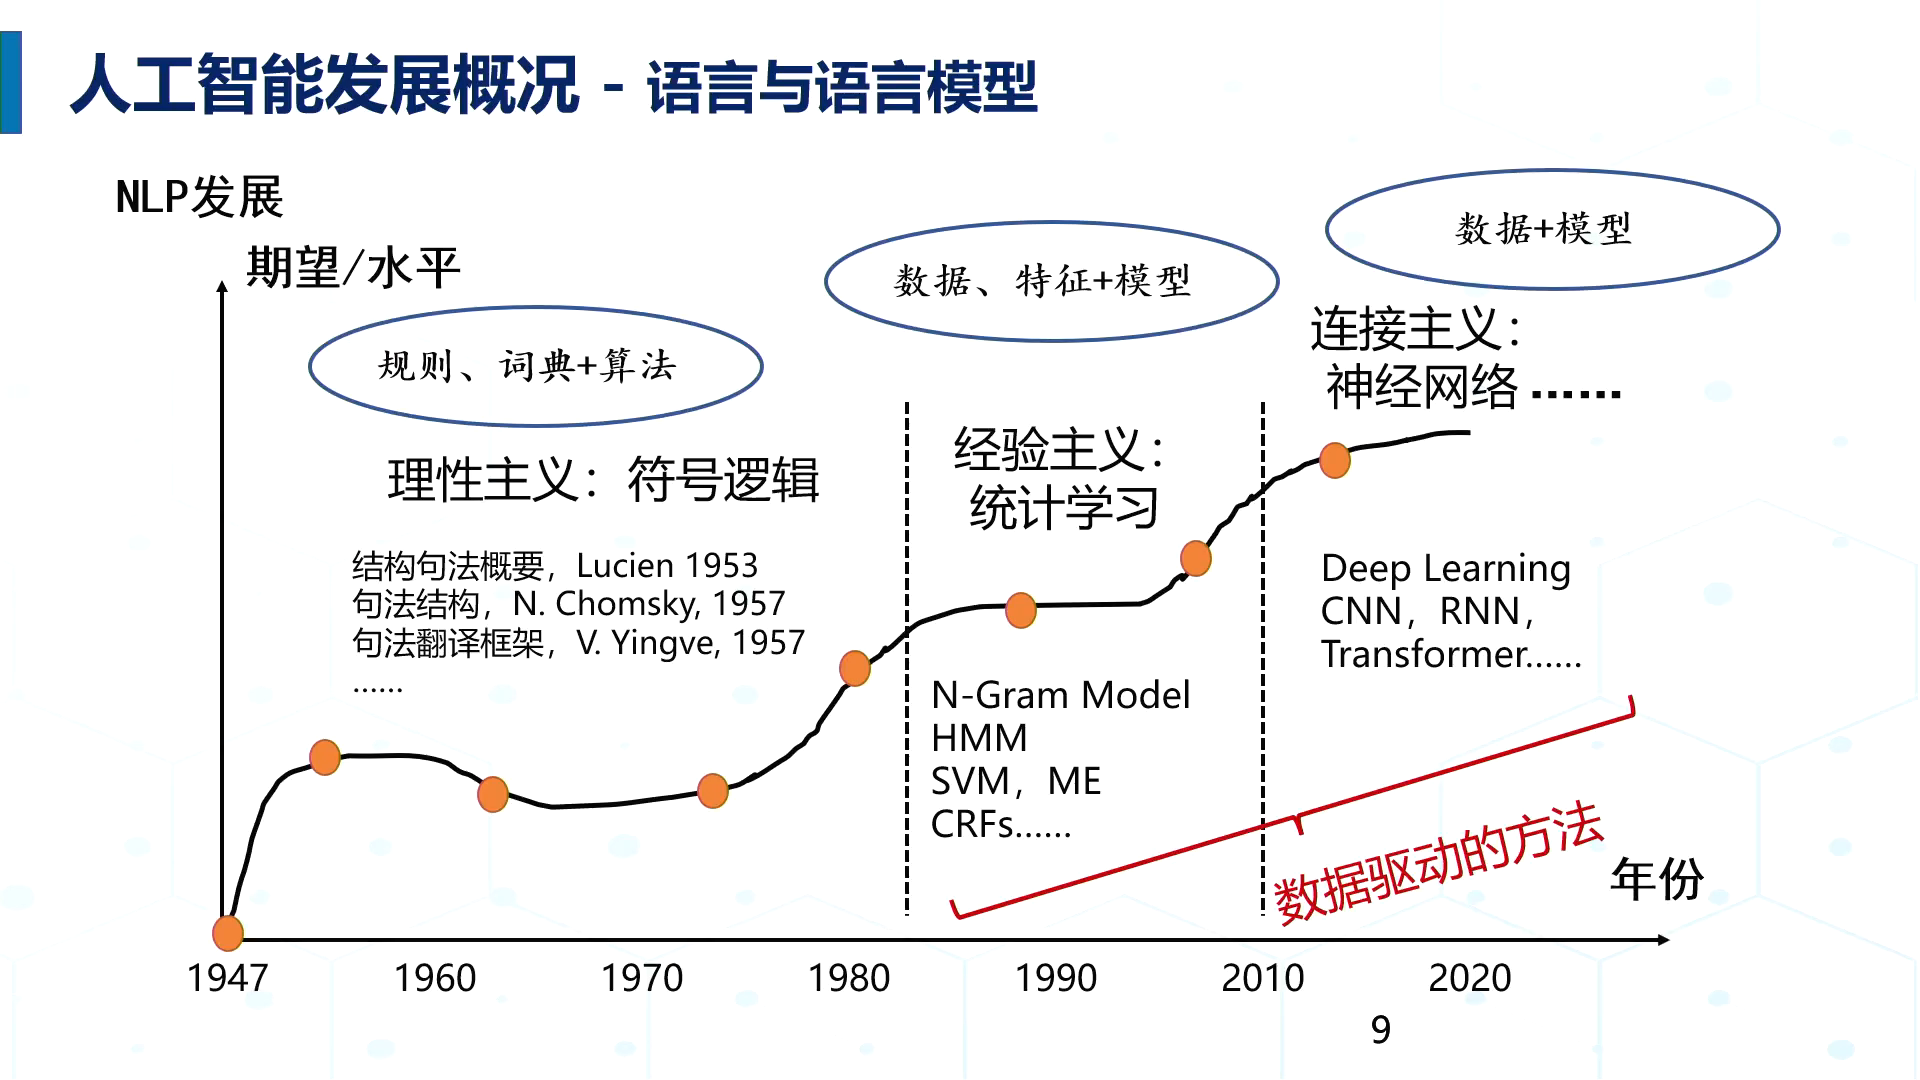 人工智能发展概况 - 语言与语言模型
NLP发展
期望/水平
规则、词典+算法
数据、特征+模型
数据+模型
理性主义：符号逻辑
结构句法概要，Lucien 1953
句法结构，N. Chomsky, 1957
句法翻译框架，V. Yingve, 1957
……
经验主义：
统计学习
N-Gram Model
HMM
SVM，ME
CRFs……
连接主义：
神经网络 ……
Deep Learning
CNN，RNN，
Transformer……
数据驱动的方法
年份
1947 1960 1970 1980 1990 2010 2020
9